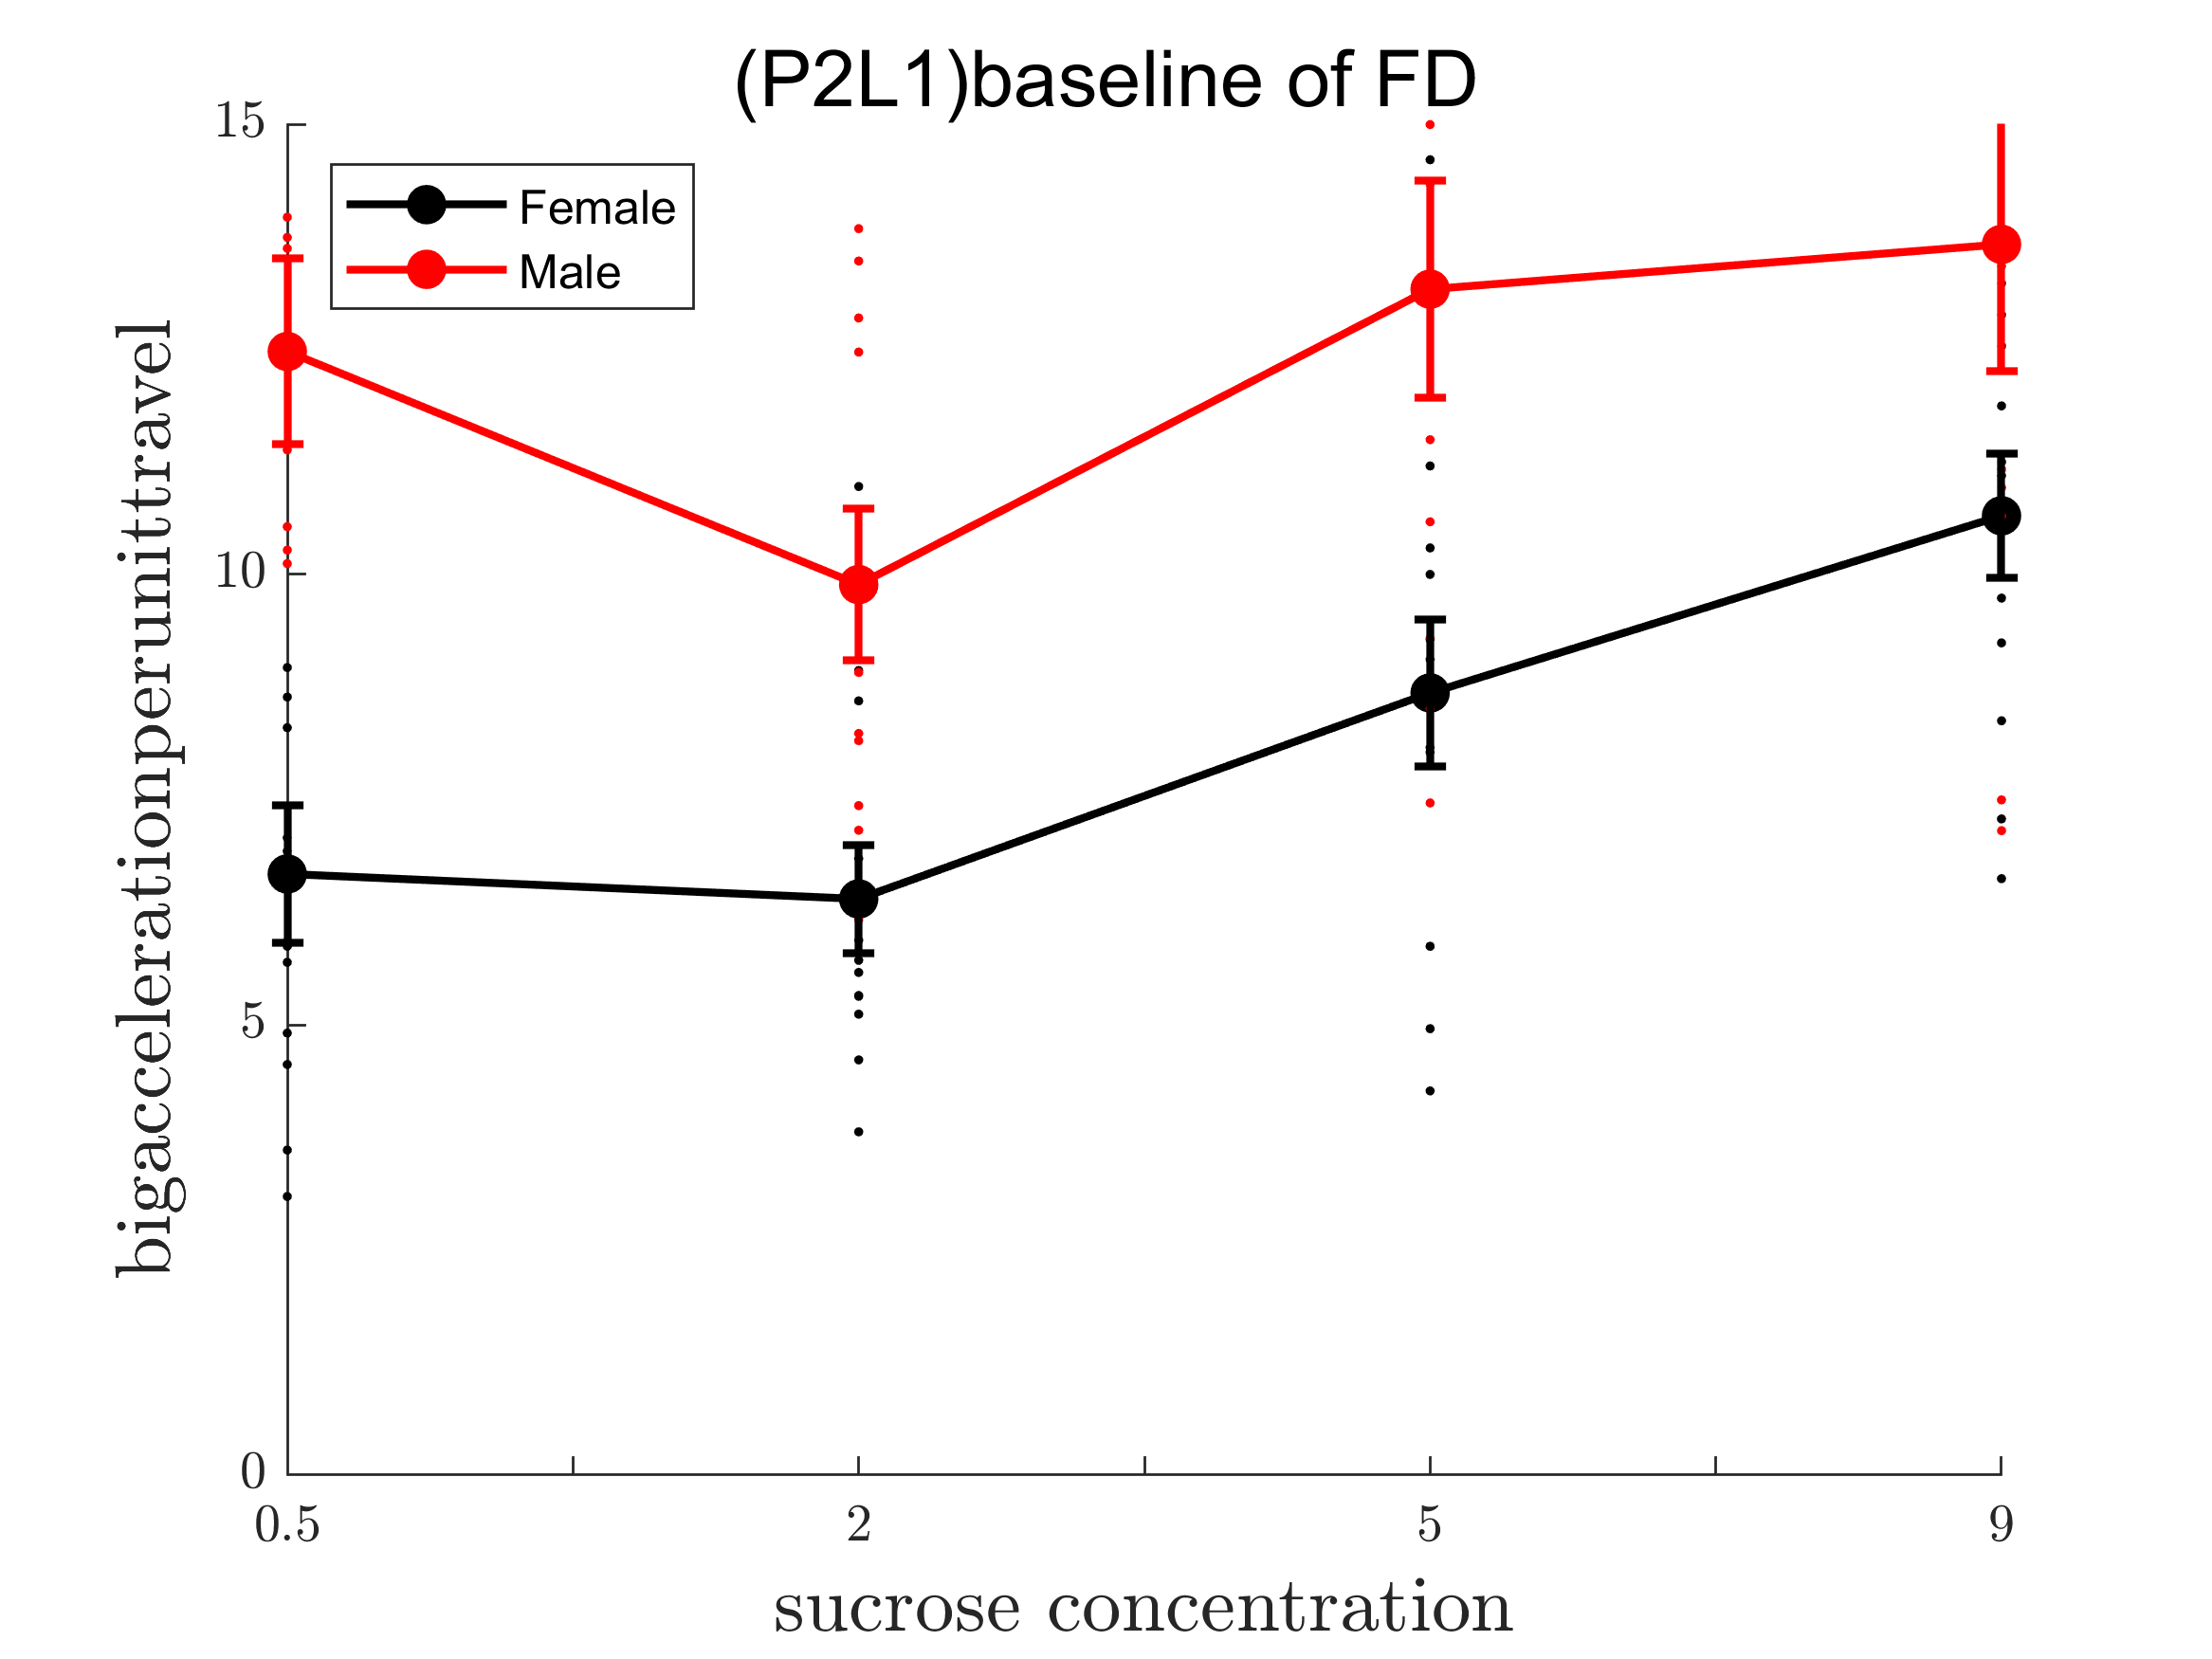 (P2L1)baseline of FD
15
10
5
0
Female
Male
bigaccelerationperunittravel
0.5 2 5 9
sucrose concentration